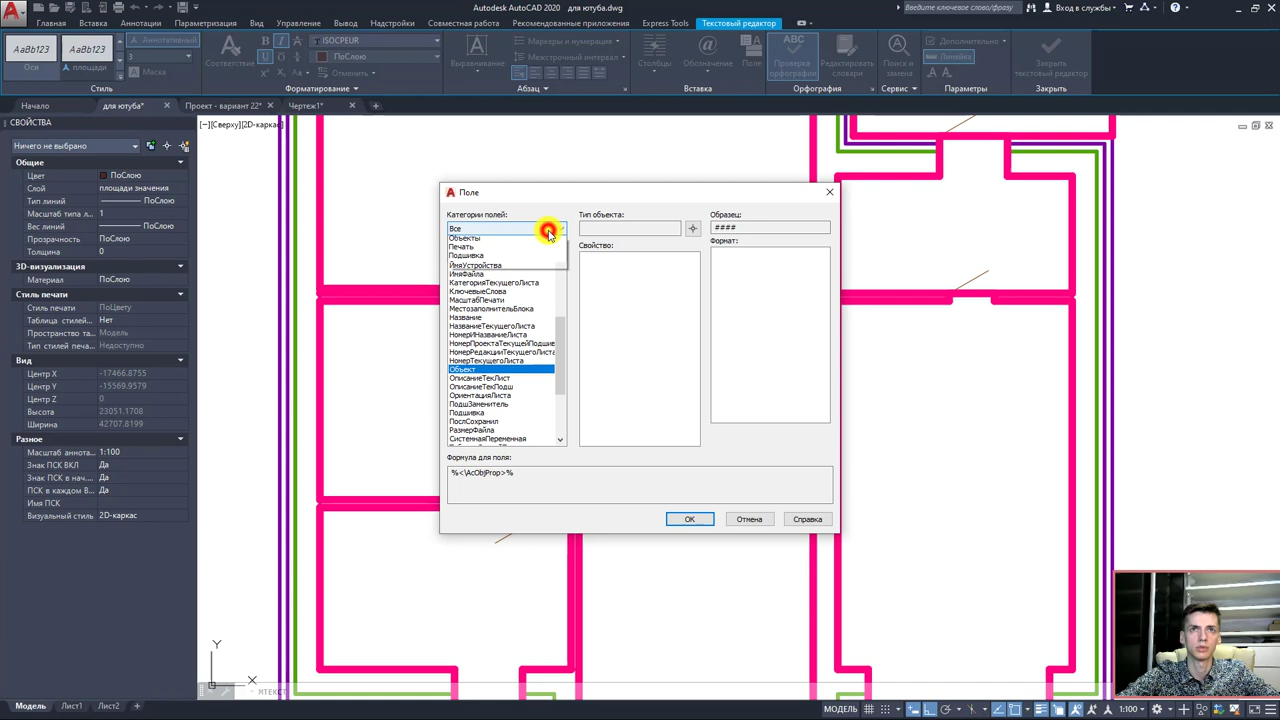 Autodesk AutoCAD 2020 для ютуба.dwg
Введите ключевое слово/фразу
Вход в службы
Главная Вставка Аннотации Параметризация Вид Управление Вывод Надстройки Совместная работа Рекомендованные приложения Express Tools Текстовый редактор
AaBb123 AaBb123
Оси площади
Стиль
Аннотативный
3
Маска
Соответствие
B I
ISOCPEUR
ПоСлою
Отменить
Форматирование
Выравнивание
Маркеры и нумерация
Межстрочный интервал
Абзац
Столбцы Обозначение Поле
Вставка
Проверка орфографии
Редактировать словари
Орфография
Поиск и замена
Сервис
Дополнительно
Линейка
Параметры
Закрыть текстовый редактор
Закрыть
Начало для ютуба* Проект - вариант 22* Чертеж1*
СВОЙСТВА
[−][Сверху][2D-каркас]
Ничего не выбрано
Общие
Цвет ПоСлою
Слой площади значения
Тип линий ПоСлою
Масштаб типа л... 1
Вес линий ПоСлою
Прозрачность ПоСлою
Толщина 0
3D-визуализация
Материал ПоСлою
Стиль печати
Стиль печати ПоЦвету
Таблица стилей... Нет
Пространство та... Модель
Тип стилей печат... Недоступно
Вид
Центр X -17466.8755
Центр Y -15569.9579
Центр Z 0
Высота 23051.1708
Ширина 42707.8199
Разное
Масштаб аннота... 1:100
Знак ПСК ВКЛ Да
Знак ПСК в нач.... Да
ПСК в каждом В... Да
Имя ПСК
Визуальный стиль 2D-каркас
Поле
Категории полей:
Все
Объекты
Печать
Подшивка
ИмяУстройства
ИмяФайла
КатегорияТекущегоЛиста
КлючевыеСлова
МасштабПечати
МестозаполнительБлока
Название
НазваниеТекущегоЛиста
НомерИНазваниеЛиста
НомерПроектаТекущейПодшив
НомерРедакцииТекущегоЛиста
НомерТекущегоЛиста
Объект
ОписаниеТекЛист
ОписаниеТекПодш
ОриентацияЛиста
ПодшЗаменитель
Подшивка
ПослСохранил
РазмерФайла
СистемнаяПеременная
Тип объекта:
Свойство:
Образец:
####
Формат:
Формула для поля:
%<\AcObjProp>%
OK Отмена Справка
Y
X
МТЕКСТ
Модель Лист1 Лист2
МОДЕЛЬ
1:100